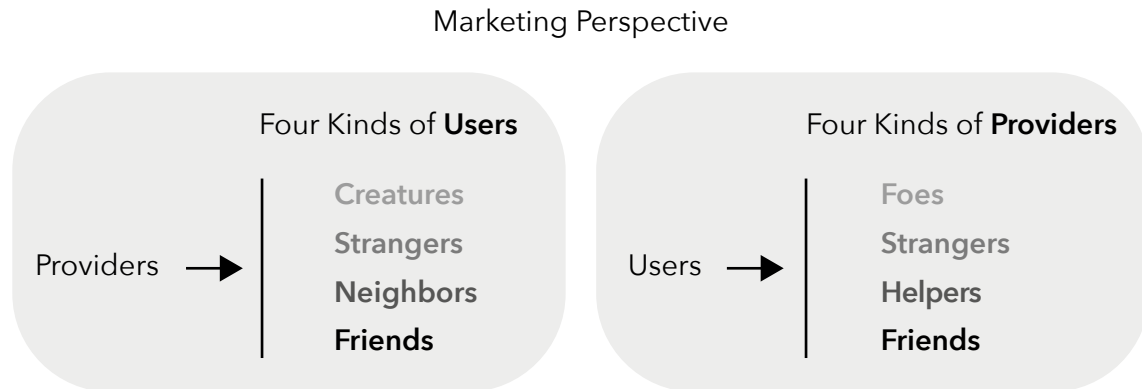 Marketing Perspective
Four Kinds of Users
Creatures
Strangers
Neighbors
Friends
Providers
Four Kinds of Providers
Foes
Strangers
Helpers
Friends
Users